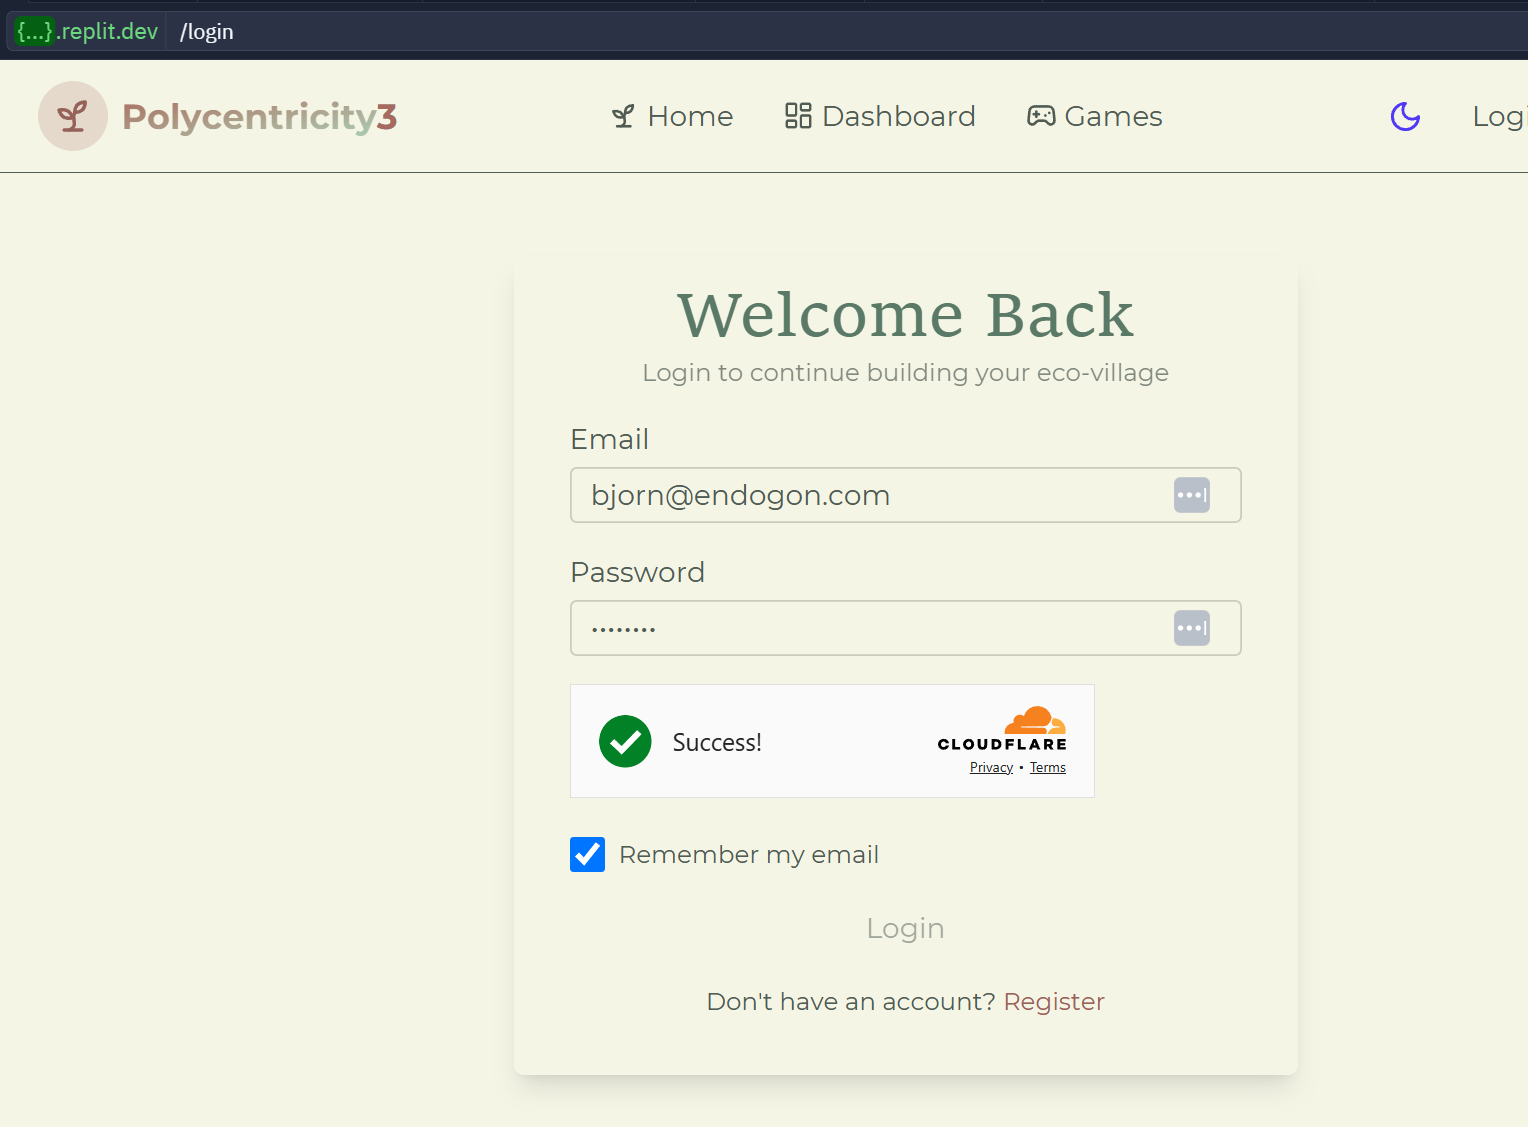 {...}.replit.dev /login
Polycentricity3
Home Dashboard Games
Welcome Back
Login to continue building your eco-village
Email
bjorn@endogon.com
Password
••••••••
Success!
CLOUDFLARE
Privacy • Terms
Remember my email
Login
Don't have an account? Register